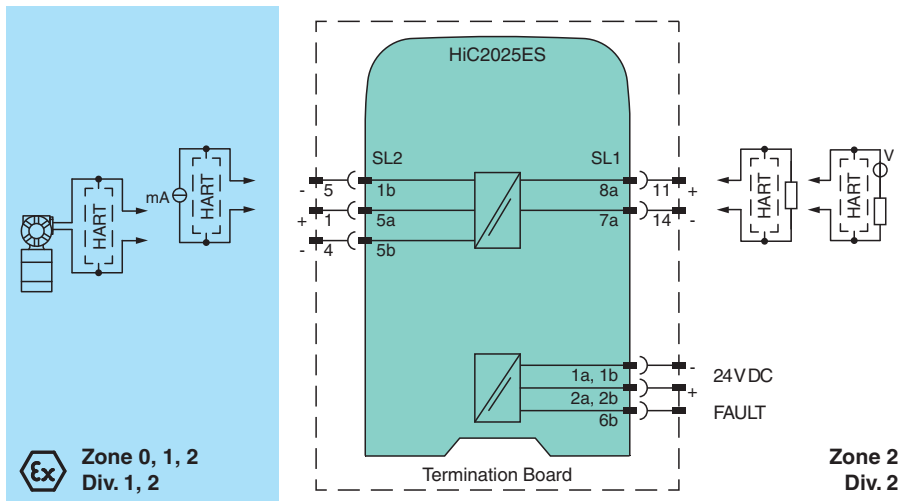 HiC2025ES
SL2
SL1
- 5 1b
8a 11 +
+ 1 5a
7a 14 -
- 4 5b
HART
mA
HART
HART
HART
V
1a, 1b -
24V DC
2a, 2b +
6b
FAULT
Ex
Zone 0, 1, 2
Div. 1, 2
Termination Board
Zone 2
Div. 2